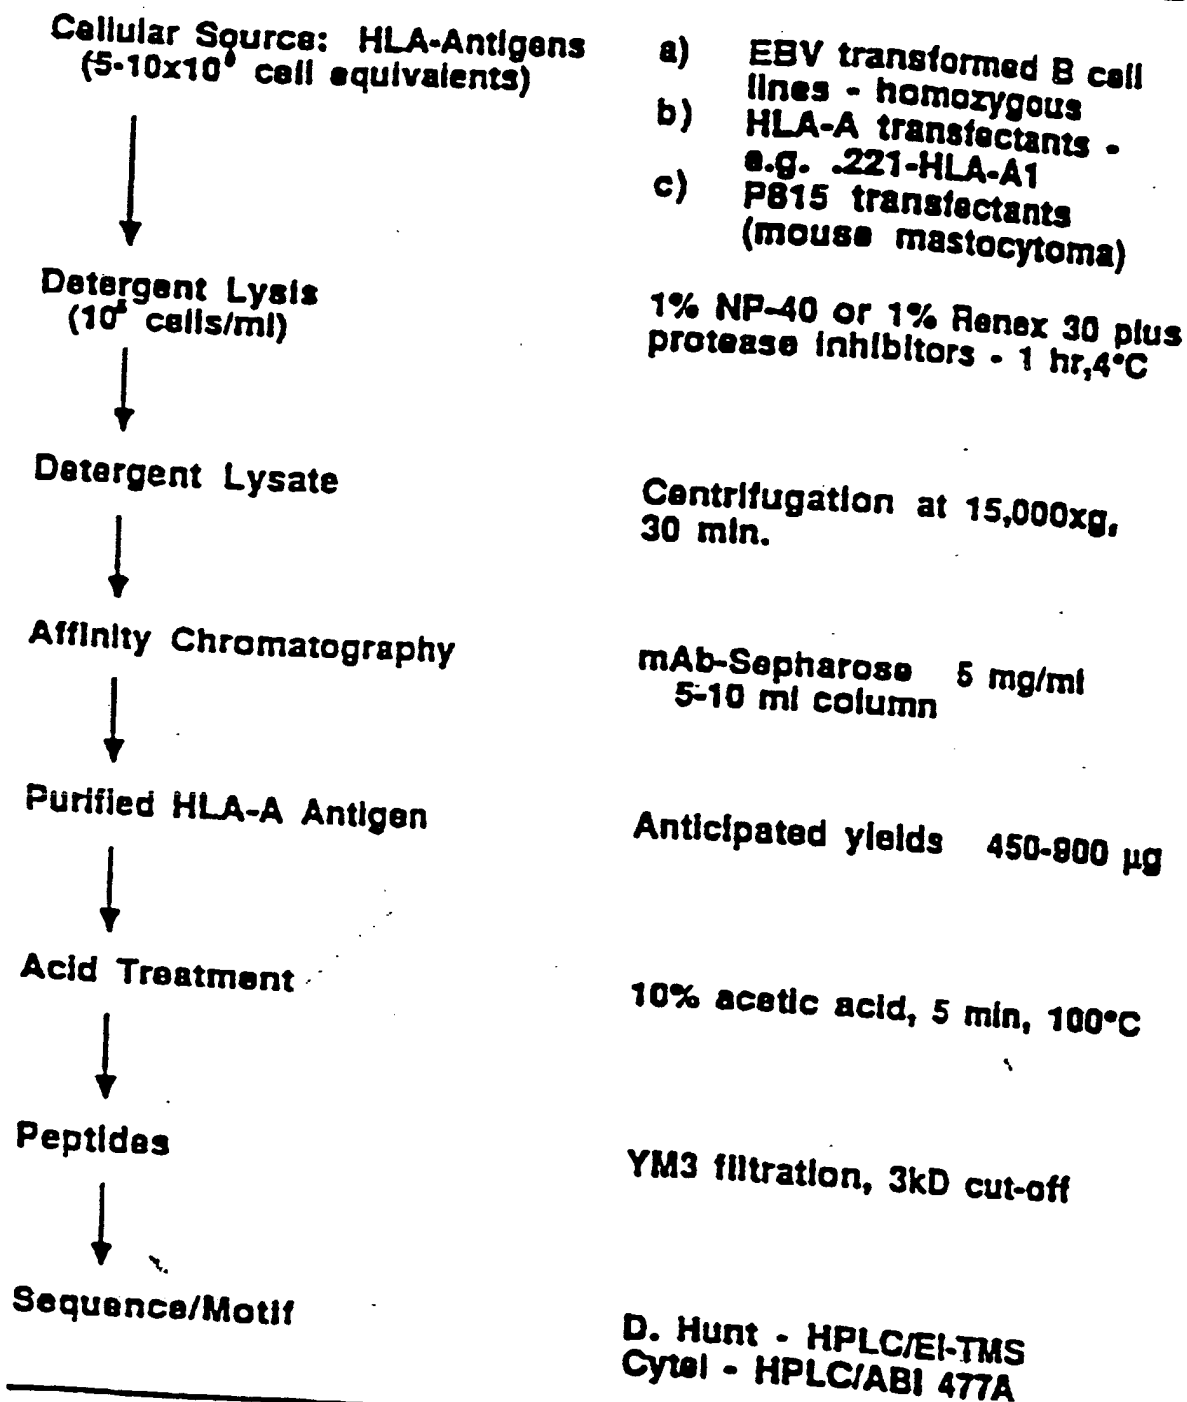 Cellular Source: HLA-Antigens
cell equivalents)
a) EBV transformed B cell
lines - homozygous
b) HLA-A transfectants -
e.g. .221-HLA-A1
c) P815 transfectants
(mouse mastocytoma)
Detergent Lysis
cells/ml)
1% NP-40 or 1% Renex 30 plus
protease inhibitors - 1 hr,4°C
Detergent Lysate
Centrifugation at 15,000xg,
30 min.
Affinity Chromatography
mAb-Sepharose 5 mg/ml
5-10 ml column
Purified HLA-A Antigen
Anticipated yields 450-900 µg
Acid Treatment
10% acetic acid, 5 min, 100°C
Peptides
YM3 filtration, 3kD cut-off
Sequence/Motif
D. Hunt - HPLC/EI-TMS
Cytel - HPLC/ABI 477A